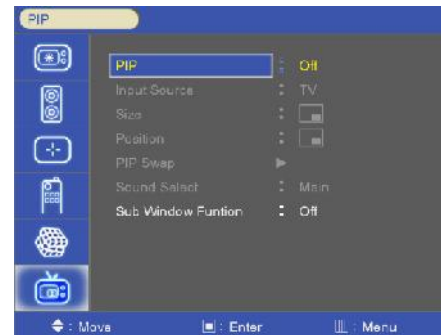 PIP
PIP : Off
Input Source : TV
Size :
Position :
PIP Swap
Sound Select : Main
Sub Window Funtion : Off
: Move : Enter : Menu